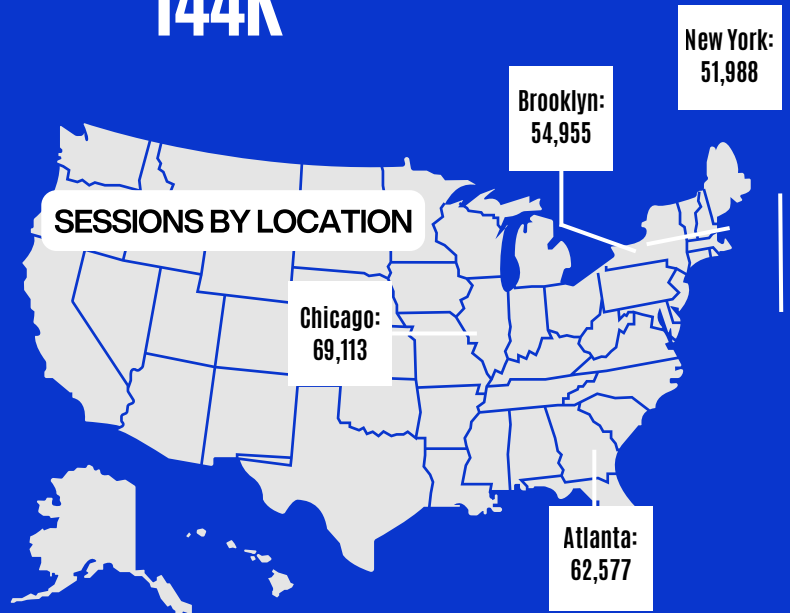 144K
New York:
51,988
Brooklyn:
54,955
SESSIONS BY LOCATION
Chicago:
69,113
Atlanta:
62,577